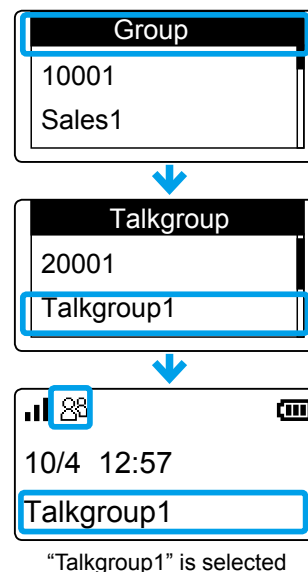 Group
10001
Sales1
Talkgroup
20001
Talkgroup1
10/4 12:57
Talkgroup1
“Talkgroup1” is selected